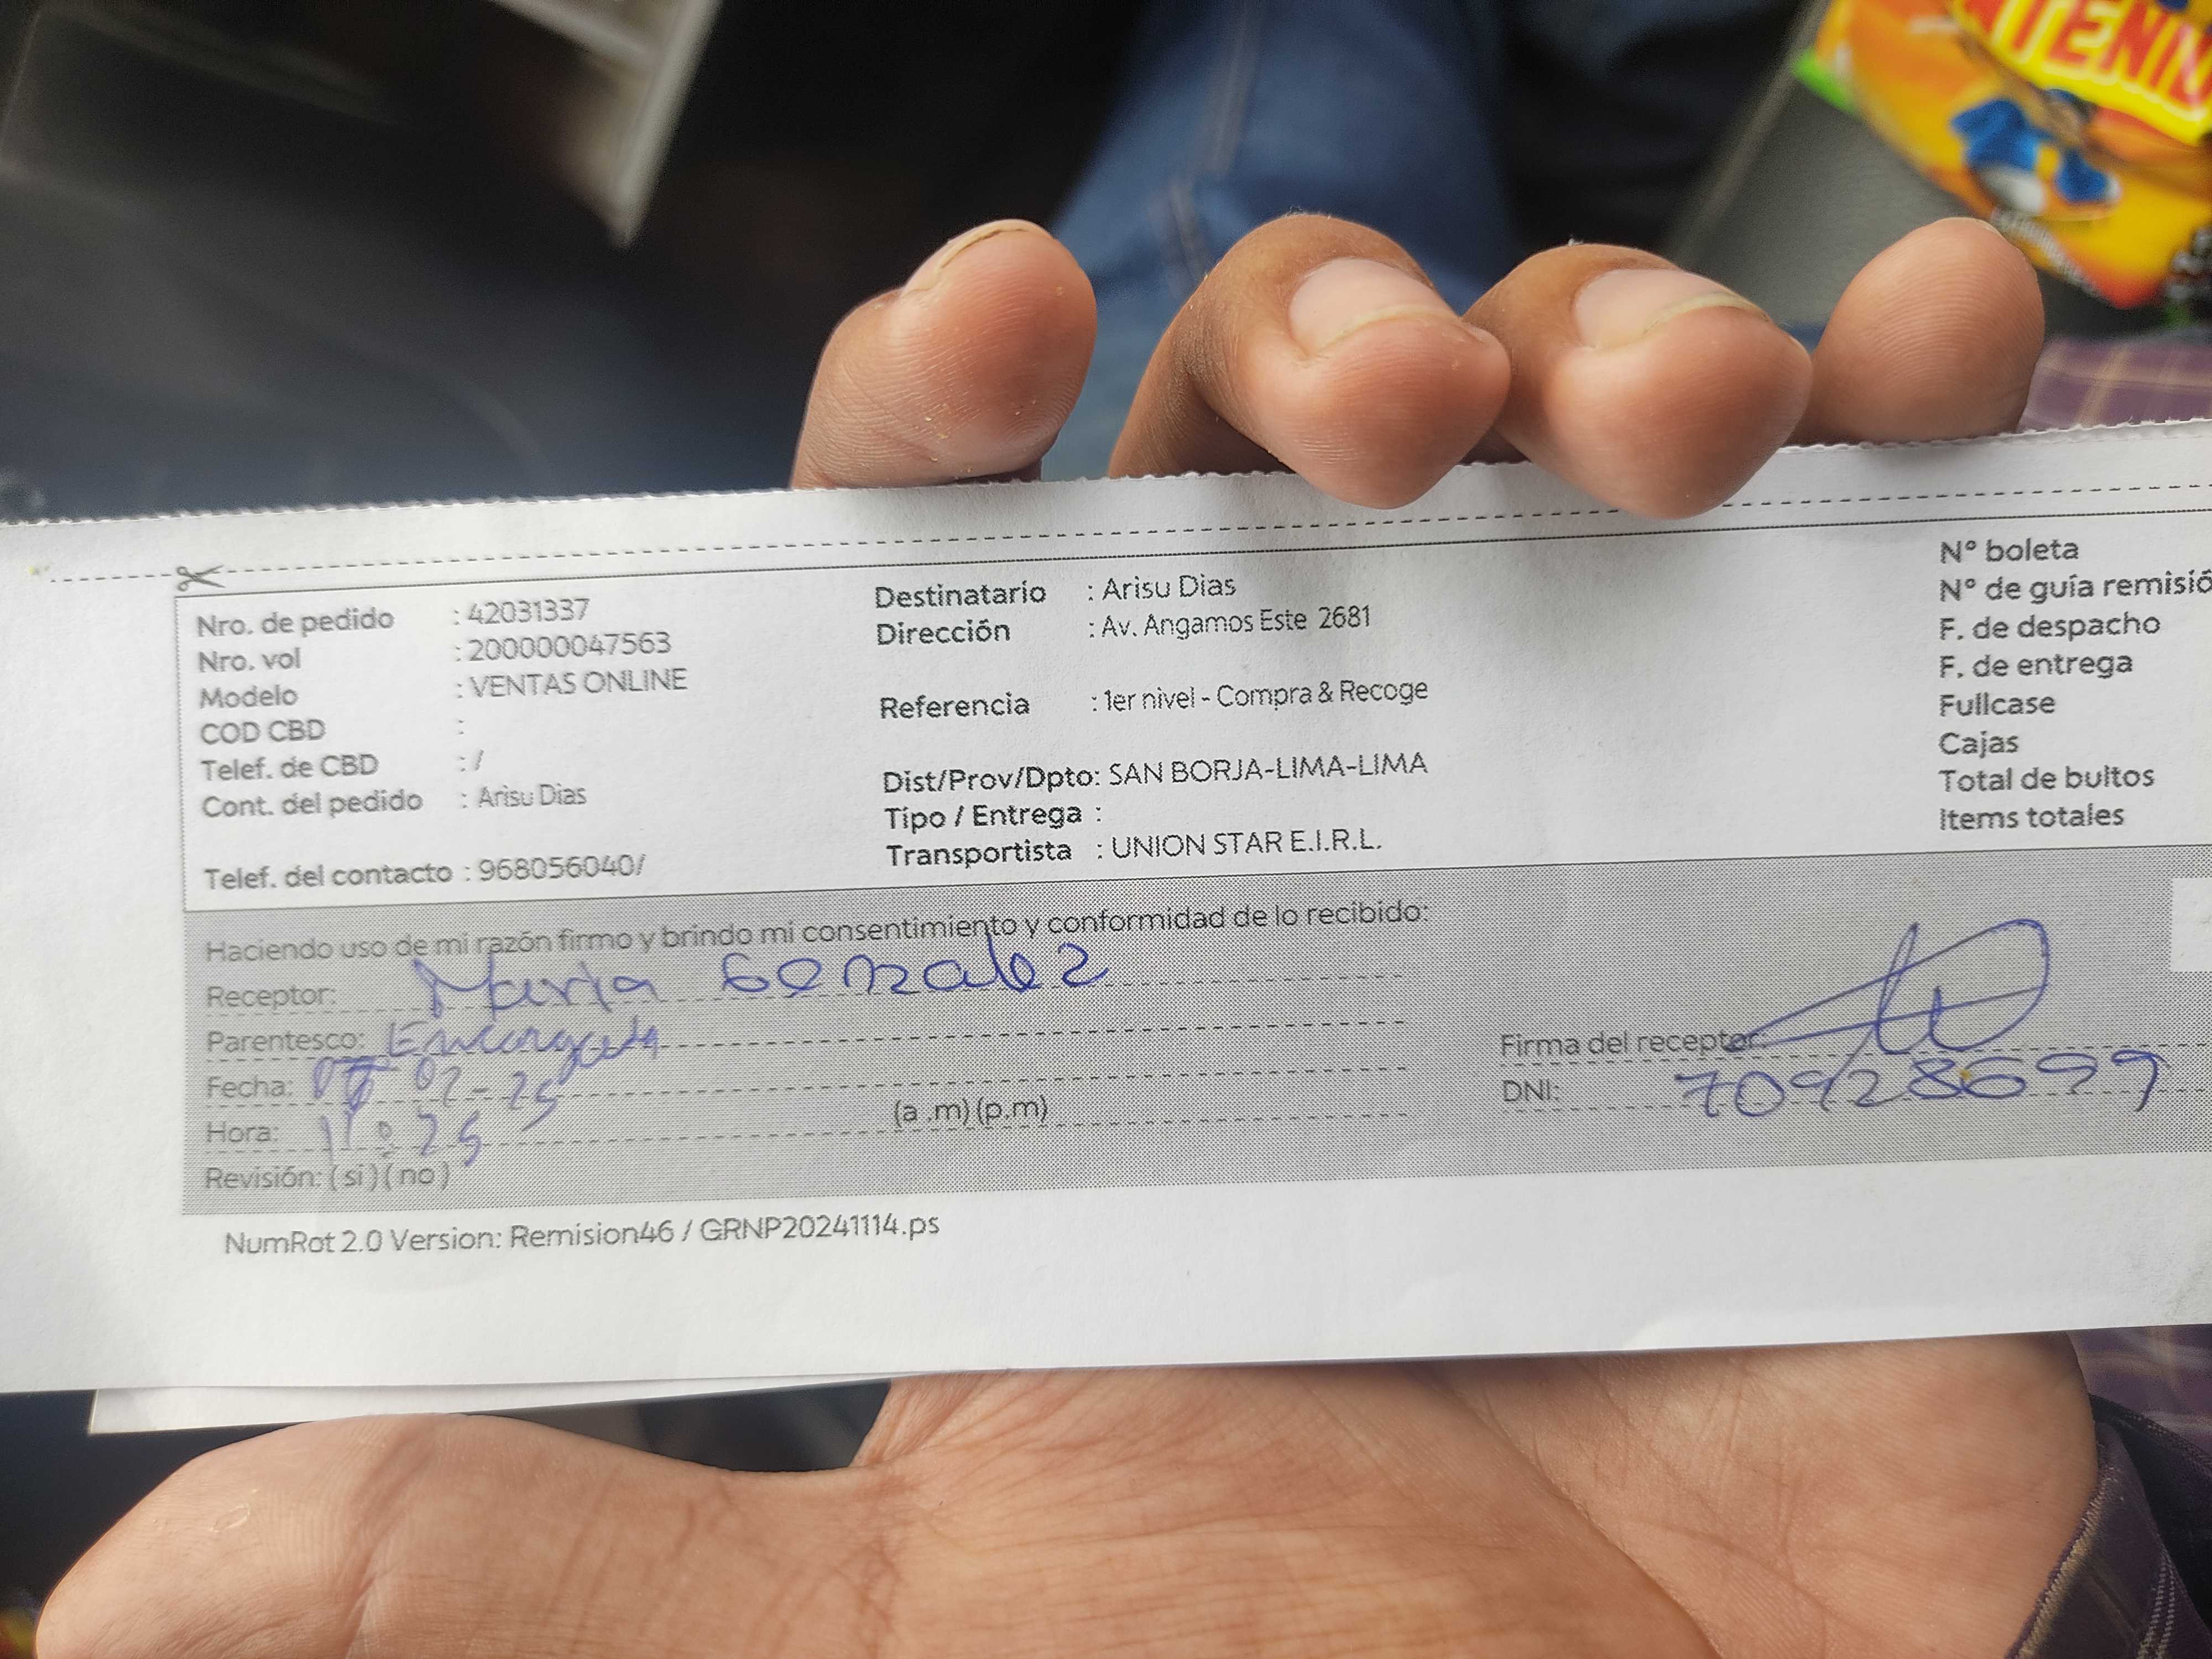 TENI
Nro. de pedido : 42031337
Nro. vol : 200000047563
Modelo : VENTAS ONLINE
COD CBD :
Telef. de CBD : /
Cont. del pedido : Arisu Dias
Telef. del contacto : 968056040/
Destinatario : Arisu Dias
Dirección : Av. Angamos Este 2681
Referencia : 1er nivel - Compra & Recoge
Dist/Prov/Dpto: SAN BORJA-LIMA-LIMA
Tipo / Entrega :
Transportista : UNION STAR E.I.R.L.
N° boleta
N° de guía remisió
F. de despacho
F. de entrega
Fullcase
Cajas
Total de bultos
Items totales
Haciendo uso de mi razón firmo y brindo mi consentimiento y conformidad de lo recibido:
Receptor: Maria Gonzalez
Parentesco: Encargada
Fecha: 02-25
Hora: 11:25 (a .m) (p.m)
Revisión: ( si ) ( no )
Firma del receptor:
DNI: 70928699
NumRot 2.0 Version: Remision46 / GRNP20241114.ps